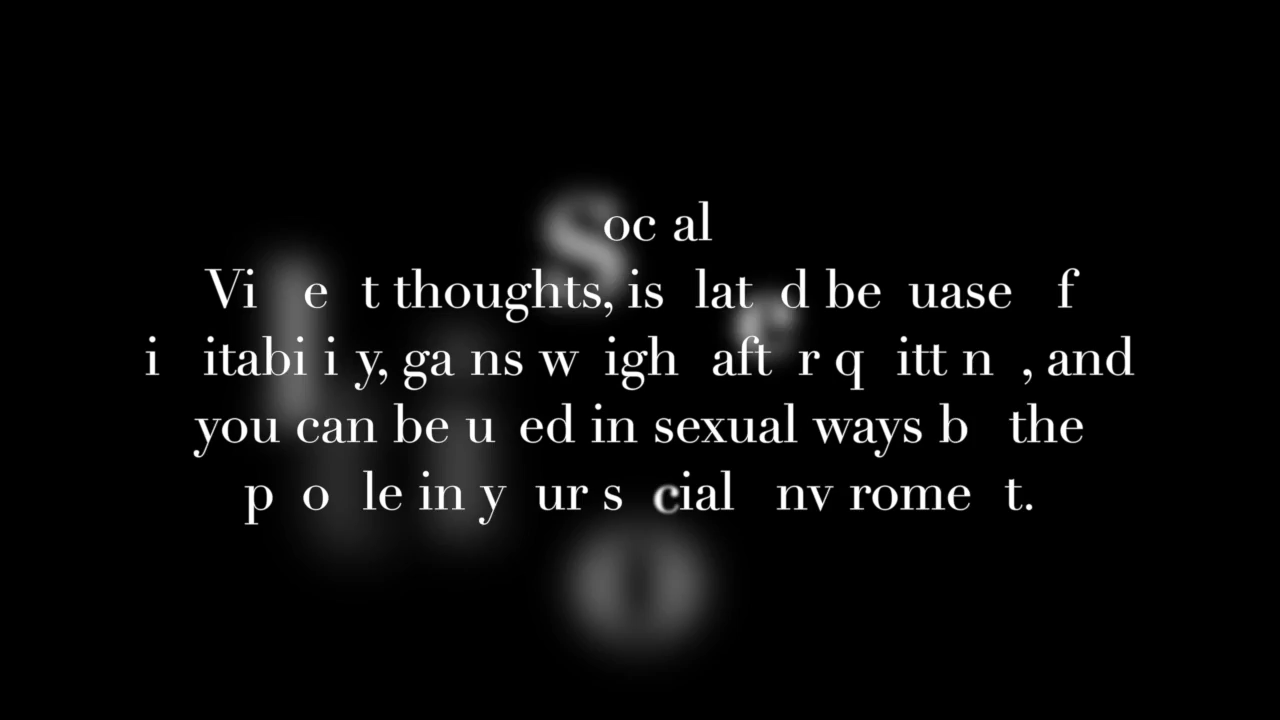 Soc al
Vi e t thoughts, is lat d be uase f
i itabi i y, ga ns w igh aft r q itt n , and
you can be u ed in sexual ways b the
p o le in y ur s cial nv rome t.